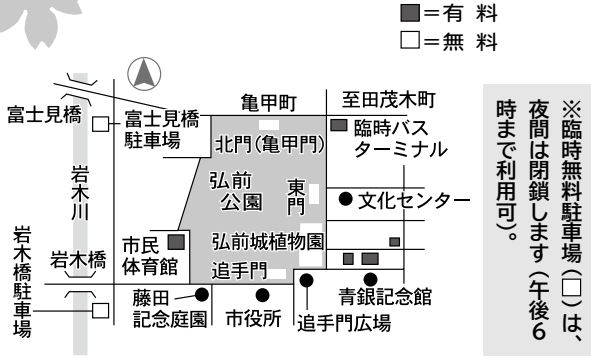 ■=有料
□=無料
亀甲町
至田茂木町
富士見橋
富士見橋
駐車場
北門(亀甲門)
臨時バス
ターミナル
岩木川
弘前
公園
東門
文化センター
岩木橋
市民
体育館
弘前城植物園
追手門
岩木橋駐車場
藤田
記念庭園
市役所
追手門広場
青銀記念館
※臨時無料駐車場(□)は、
夜間は閉鎖します(午後6
時まで利用可)。